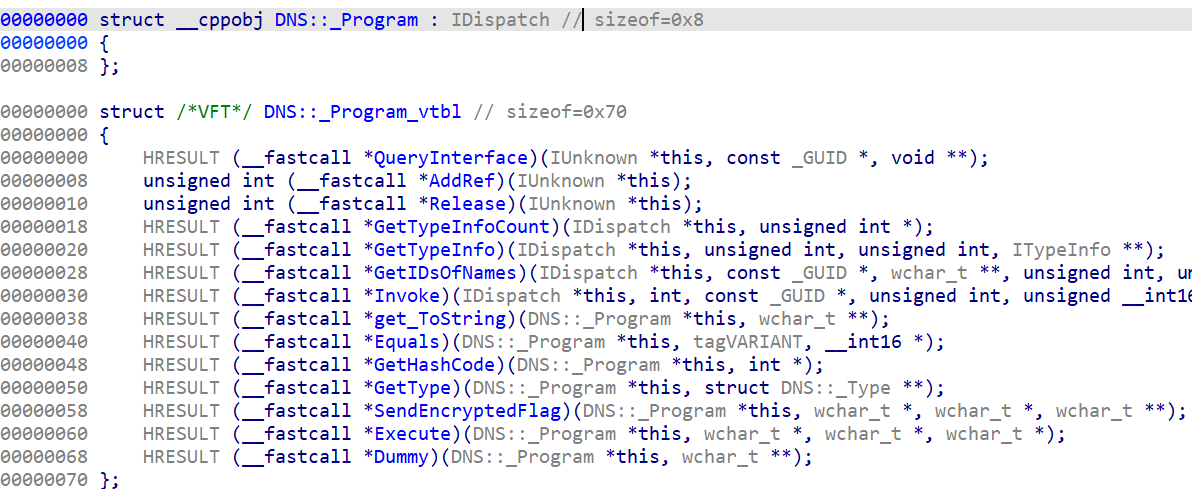 00000000 struct __cppobj DNS::_Program : IDispatch // sizeof=0x8
00000000 {
00000008 };
00000000 struct /*VFT*/ DNS::_Program_vtbl // sizeof=0x70
00000000 {
00000000     HRESULT (__fastcall *QueryInterface)(IUnknown *this, const _GUID *, void **);
00000008     unsigned int (__fastcall *AddRef)(IUnknown *this);
00000010     unsigned int (__fastcall *Release)(IUnknown *this);
00000018     HRESULT (__fastcall *GetTypeInfoCount)(IDispatch *this, unsigned int *);
00000020     HRESULT (__fastcall *GetTypeInfo)(IDispatch *this, unsigned int, unsigned int, ITypeInfo **);
00000028     HRESULT (__fastcall *GetIDsOfNames)(IDispatch *this, const _GUID *, wchar_t **, unsigned int, un
00000030     HRESULT (__fastcall *Invoke)(IDispatch *this, int, const _GUID *, unsigned int, unsigned __int16
00000038     HRESULT (__fastcall *get_ToString)(DNS::_Program *this, wchar_t **);
00000040     HRESULT (__fastcall *Equals)(DNS::_Program *this, tagVARIANT, __int16 *);
00000048     HRESULT (__fastcall *GetHashCode)(DNS::_Program *this, int *);
00000050     HRESULT (__fastcall *GetType)(DNS::_Program *this, struct DNS::_Type **);
00000058     HRESULT (__fastcall *SendEncryptedFlag)(DNS::_Program *this, wchar_t *, wchar_t *, wchar_t **);
00000060     HRESULT (__fastcall *Execute)(DNS::_Program *this, wchar_t *, wchar_t *, wchar_t *);
00000068     HRESULT (__fastcall *Dummy)(DNS::_Program *this, wchar_t **);
00000070 };